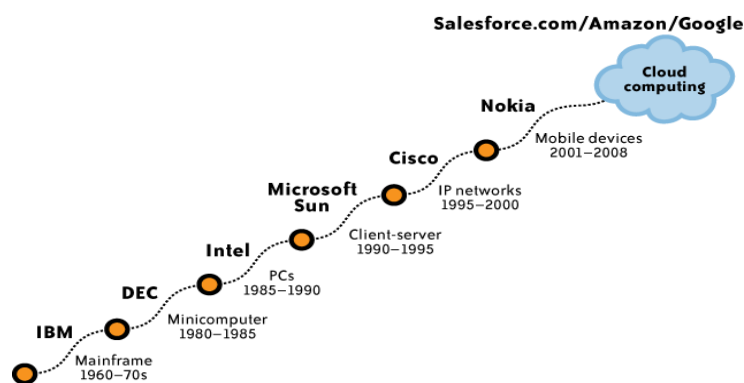 Salesforce.com/Amazon/Google
Cloud
computing
Nokia
Mobile devices
2001–2008
Cisco
IP networks
1995–2000
Microsoft
Sun
Client-server
1990–1995
Intel
PCs
1985–1990
DEC
Minicomputer
1980–1985
IBM
Mainframe
1960–70s